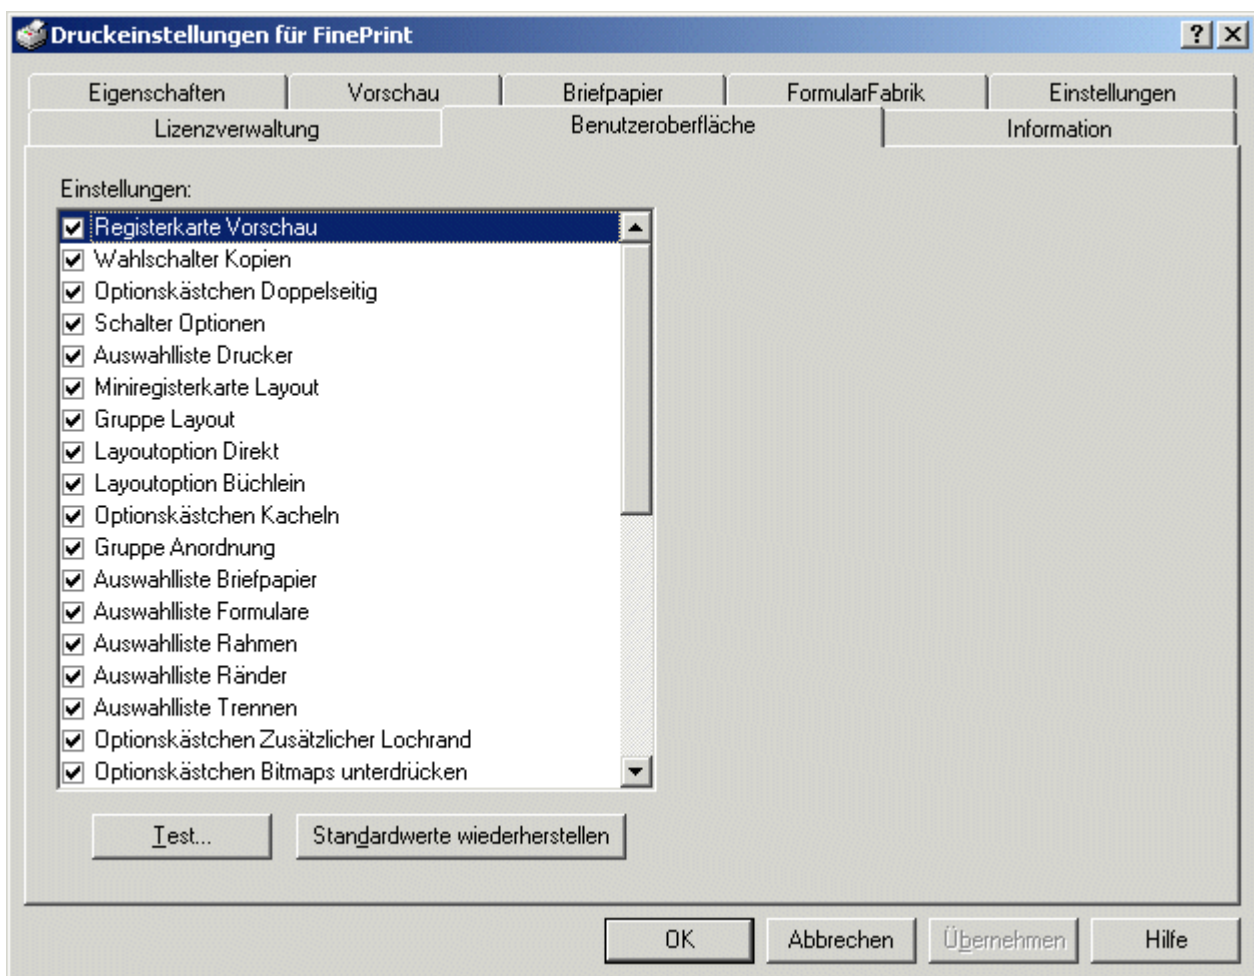 Druckeinstellungen für FinePrint
Eigenschaften Vorschau Briefpapier FormularFabrik Einstellungen
Lizenzverwaltung Benutzeroberfläche Information
Einstellungen:
Registerkarte Vorschau
Wahlschalter Kopien
Optionskästchen Doppelseitig
Schalter Optionen
Auswahlliste Drucker
Miniregisterkarte Layout
Gruppe Layout
Layoutoption Direkt
Layoutoption Büchlein
Optionskästchen Kacheln
Gruppe Anordnung
Auswahlliste Briefpapier
Auswahlliste Formulare
Auswahlliste Rahmen
Auswahlliste Ränder
Auswahlliste Trennen
Optionskästchen Zusätzlicher Lochrand
Optionskästchen Bitmaps unterdrücken
Test... Standardwerte wiederherstellen
OK Abbrechen Übernehmen Hilfe